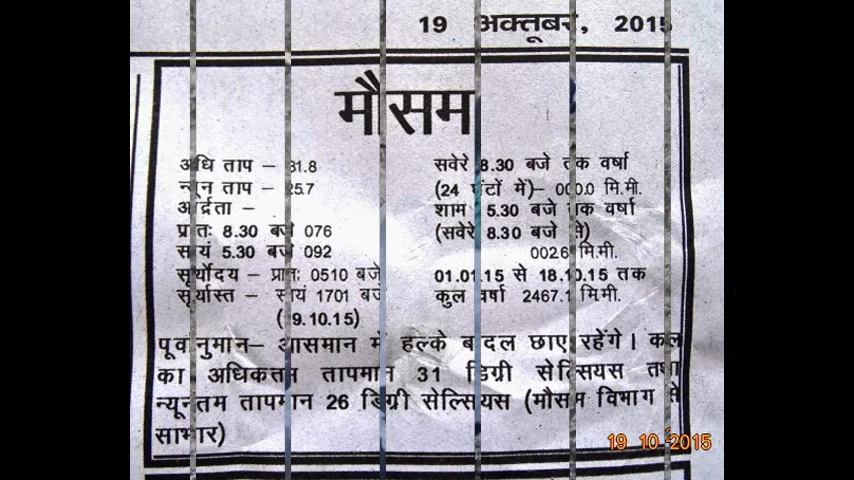 19 अक्तूबर, 2015
मौसम
अधि ताप – 31.8
न्यून ताप – 25.7
आर्द्रता –
प्रातः 8.30 बजे 076
सायं 5.30 बजे 092
सूर्योदय – प्रातः 0510 बजे
सूर्यास्त – सायं 1701 बजे
(19.10.15)
सवेरे 8.30 बजे तक वर्षा
(24 घंटों में)– 000.0 मि.मी.
शाम 5.30 बजे तक वर्षा
(सवेरे 8.30 बजे से)
002.6 मि.मी.
01.01.15 से 18.10.15 तक
कुल वर्षा 2467.1 मि.मी.
पूर्वानुमान– आसमान में हल्के बादल छाए रहेंगे। कल
का अधिकतम तापमान 31 डिग्री सेल्सियस तथा
न्यूनतम तापमान 26 डिग्री सेल्सियस (मौसम विभाग से
साभार)
19 10 2015